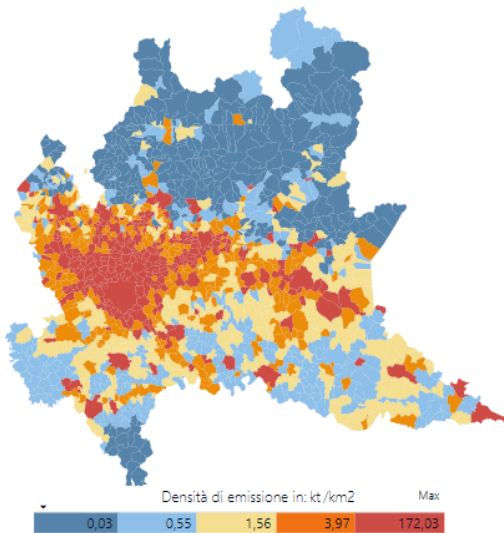 Densità di emissione in: kt/km2 Max
0,03 0,55 1,56 3,97 172,03